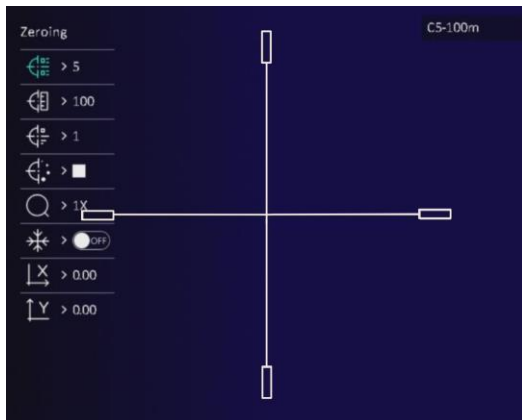 Zeroing
C5-100m
> 5
> 100
> 1
>
> 1X
> OFF
X > 0.00
Y > 0.00